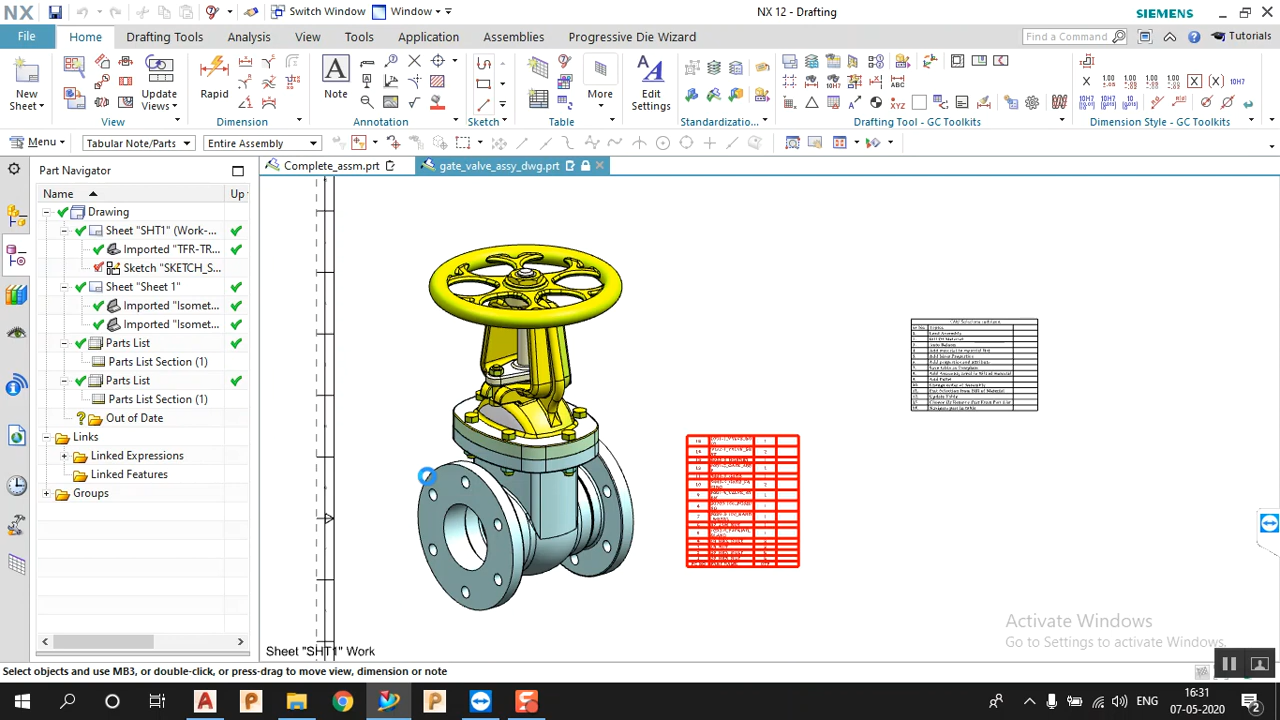 NX
Switch Window
Window
NX 12 - Drafting
SIEMENS
File
Home
Drafting Tools
Analysis
View
Tools
Application
Assemblies
Progressive Die Wizard
Find a Command
Tutorials
New Sheet
Update Views
Rapid
Note
More
Edit Settings
10H7
ABC
XYZ
View
Dimension
Annotation
Sketch
Table
Standardizatio...
Drafting Tool - GC Toolkits
Dimension Style - GC Toolkits
Menu
Tabular Note/Parts
Entire Assembly
Part Navigator
Complete_assm.prt
gate_valve_assy_dwg.prt
Name
Up
Drawing
Sheet "SHT1" (Work-...
Imported "TFR-TR...
Sketch "SKETCH_S...
Sheet "Sheet 1"
Imported "Isomet...
Imported "Isomet...
Parts List
Parts List Section (1)
Parts List
Parts List Section (1)
Out of Date
Links
Linked Expressions
Linked Features
Groups
Sheet "SHT1" Work
Activate Windows
Go to Settings to activate Windows.
Select objects and use MB3, or double-click, or press-drag to move view, dimension or note
ENG
16:31
07-05-2020
2